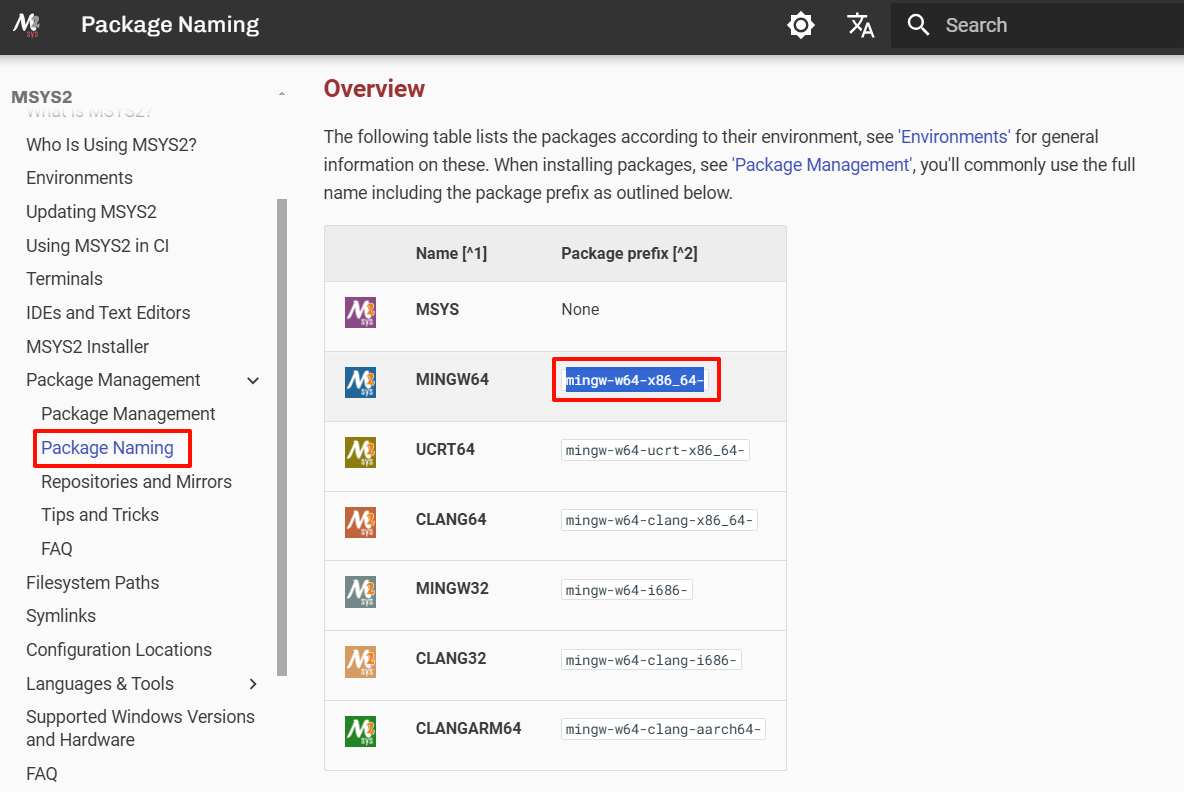 Package Naming
Search
MSYS2
What is MSYS2?
Who Is Using MSYS2?
Environments
Updating MSYS2
Using MSYS2 in CI
Terminals
IDEs and Text Editors
MSYS2 Installer
Package Management
Package Management
Package Naming
Repositories and Mirrors
Tips and Tricks
FAQ
Filesystem Paths
Symlinks
Configuration Locations
Languages & Tools
Supported Windows Versions
and Hardware
FAQ
Overview
The following table lists the packages according to their environment, see 'Environments' for general
information on these. When installing packages, see 'Package Management', you'll commonly use the full
name including the package prefix as outlined below.
Name [^1] Package prefix [^2]
MSYS None
MINGW64 mingw-w64-x86_64-
UCRT64 mingw-w64-ucrt-x86_64-
CLANG64 mingw-w64-clang-x86_64-
MINGW32 mingw-w64-i686-
CLANG32 mingw-w64-clang-i686-
CLANGARM64 mingw-w64-clang-aarch64-